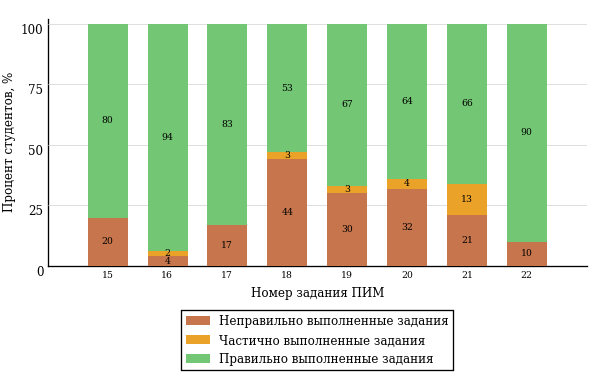 Процент студентов, %
100
75
50
25
0
80 94 83 53 67 64 66 90
2 3 3 4 13
20 4 17 44 30 32 21 10
15 16 17 18 19 20 21 22
Номер задания ПИМ
Неправильно выполненные задания
Частично выполненные задания
Правильно выполненные задания